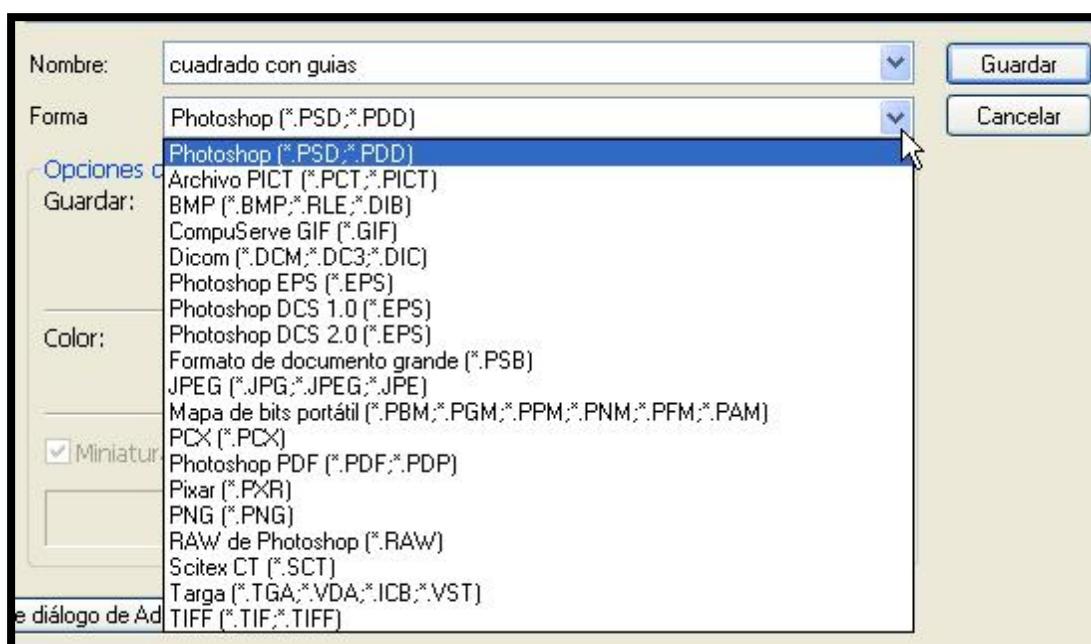 Nombre: cuadrado con guias Guardar
Forma Photoshop (*.PSD;*.PDD) Cancelar
Photoshop (*.PSD;*.PDD)
Opciones
Archivo PICT (*.PCT;*.PICT)
Guardar:
BMP (*.BMP;*.RLE;*.DIB)
CompuServe GIF (*.GIF)
Dicom (*.DCM;*.DC3;*.DIC)
Photoshop EPS (*.EPS)
Photoshop DCS 1.0 (*.EPS)
Color:
Photoshop DCS 2.0 (*.EPS)
Formato de documento grande (*.PSB)
JPEG (*.JPG;*.JPEG;*.JPE)
Mapa de bits portátil (*.PBM;*.PGM;*.PPM;*.PNM;*.PFM;*.PAM)
PCX (*.PCX)
Miniatur
Photoshop PDF (*.PDF;*.PDP)
Pixar (*.PXR)
PNG (*.PNG)
RAW de Photoshop (*.RAW)
Scitex CT (*.SCT)
Targa (*.TGA;*.VDA;*.ICB;*.VST)
e diálogo de Ad
TIFF (*.TIF;*.TIFF)